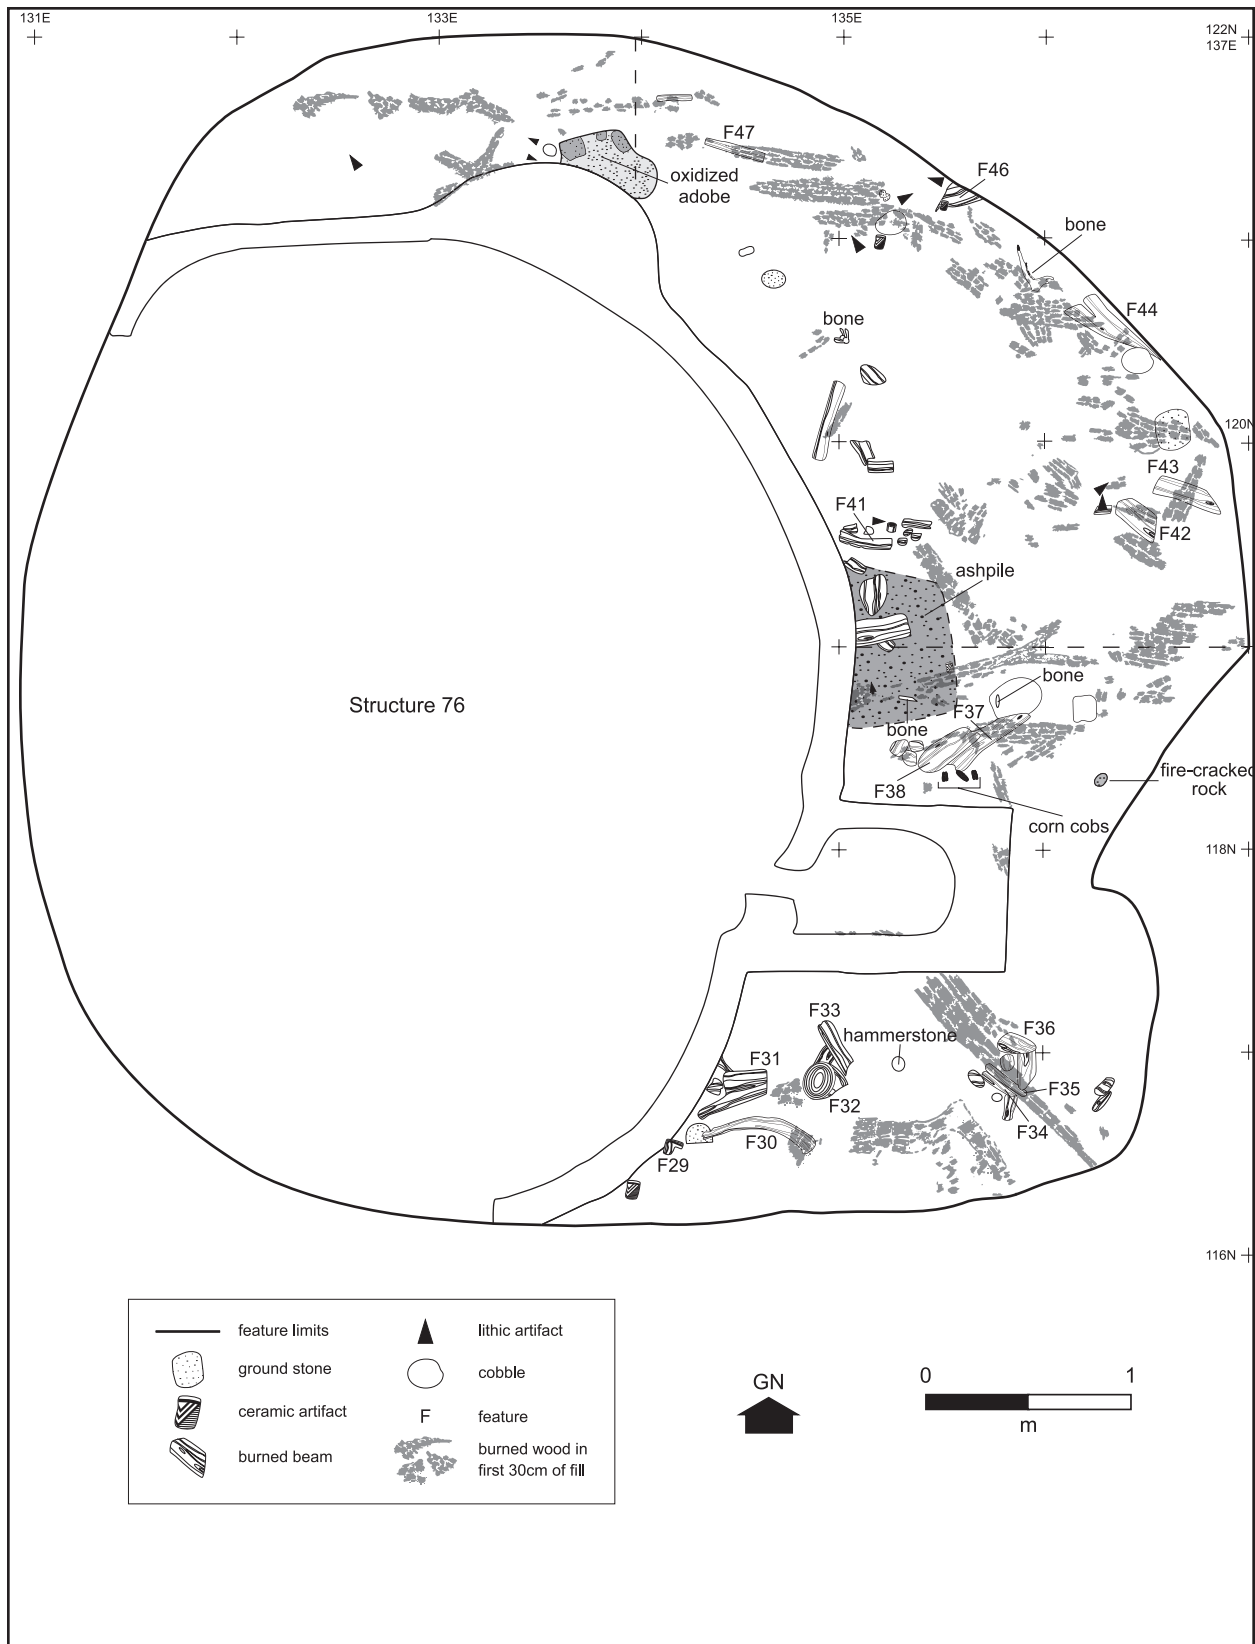 131E
133E
135E
122N
137E
F47
oxidized
adobe
F46
bone
F44
bone
120N
F43
F41
F42
ashpile
Structure 76
bone
F37
bone
F38
fire-cracked
rock
corn cobs
118N
F33
hammerstone
F36
F31
F35
F32
F34
F30
F29
116N
feature limits
lithic artifact
ground stone
cobble
ceramic artifact
F
feature
burned beam
burned wood in
first 30cm of fill
GN
0
1
m